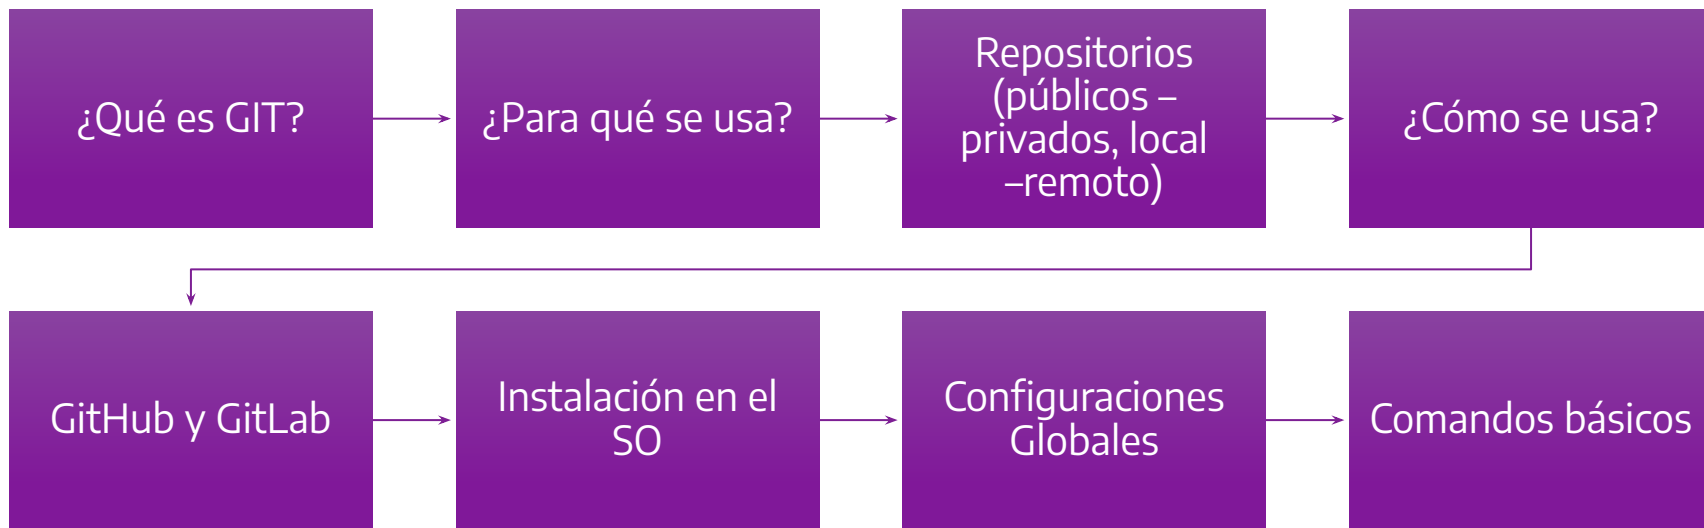 ¿Qué es GIT?
¿Para qué se usa?
Repositorios
(públicos –
privados, local
–remoto)
¿Cómo se usa?
GitHub y GitLab
Instalación en el
SO
Configuraciones
Globales
Comandos básicos